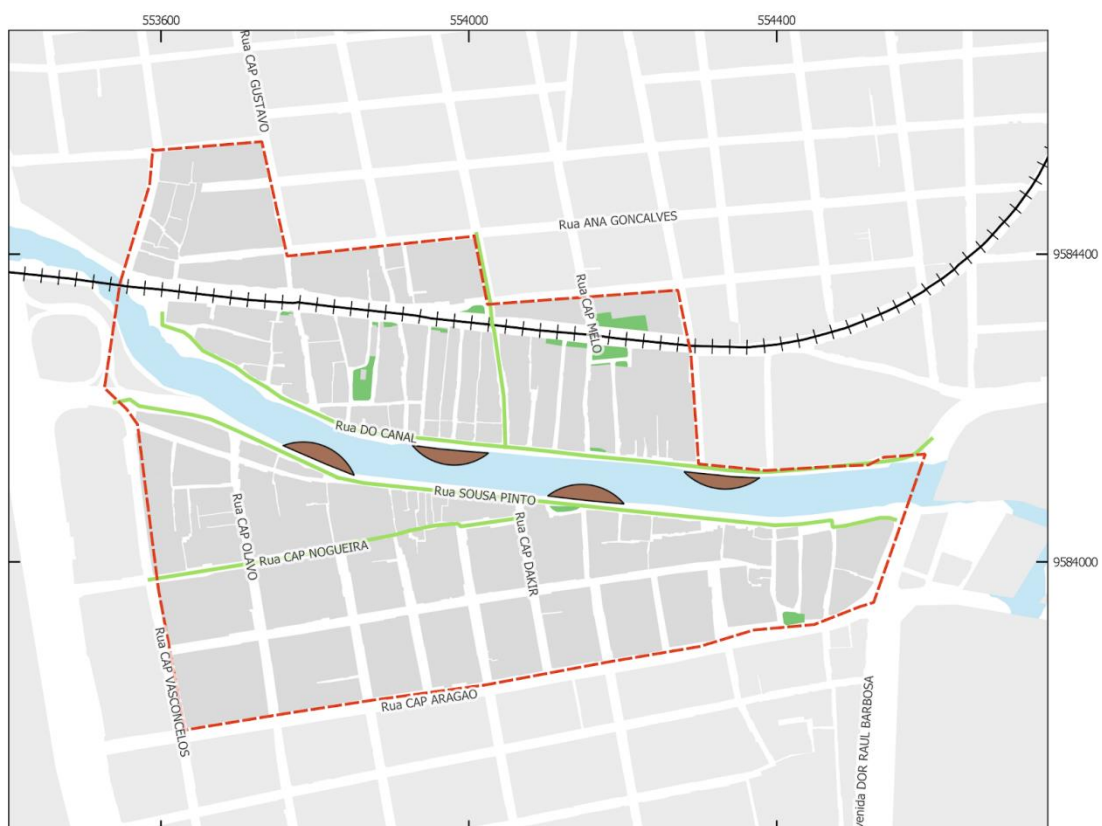 553600
554000
554400
Rua CAP GUSTAVO
Rua ANA GONCALVES
9584400
Rua CAP MELO
Rua DO CANAL
Rua SOUSA PINTO
Rua CAP OLAVO
Rua CAP NOGUEIRA
Rua CAP DAKIR
9584000
Rua CAP VASCONCELOS
Rua CAP ARAGAO
venida DOR RAUL BARBOSA